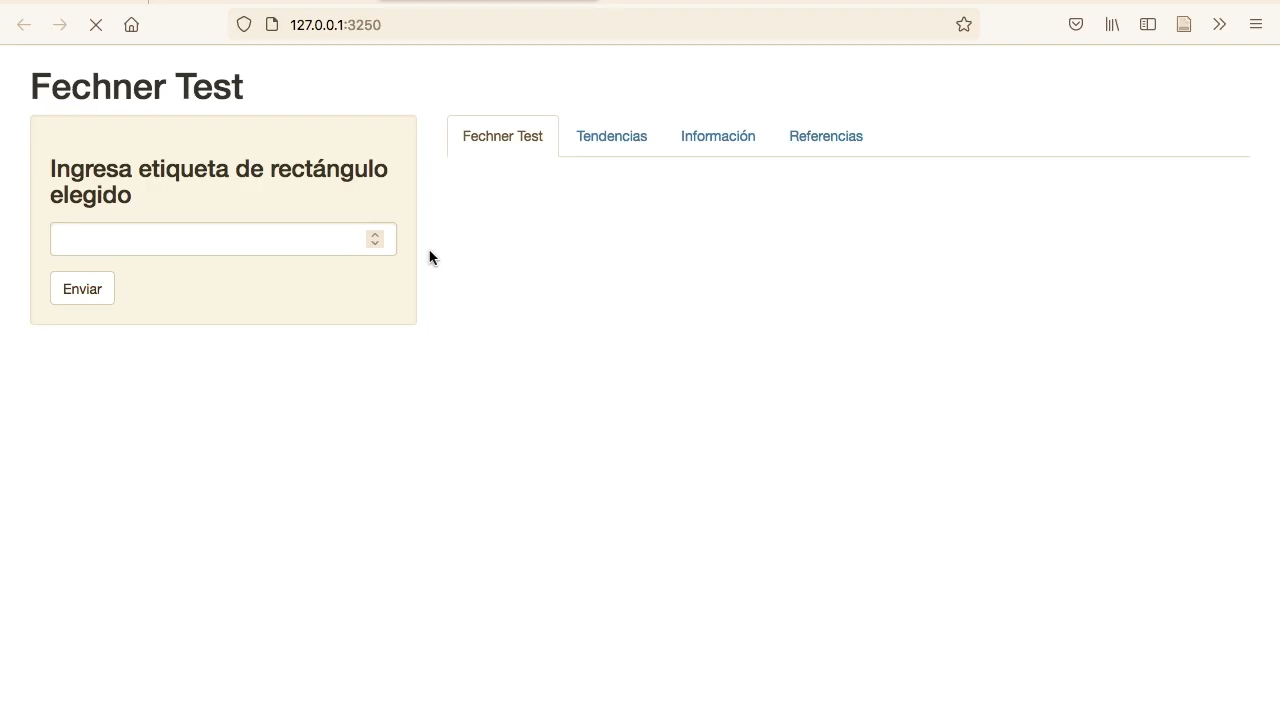 127.0.0.1:3250
Fechner Test
Ingresa etiqueta de rectángulo
elegido
Enviar
Fechner Test
Tendencias
Información
Referencias